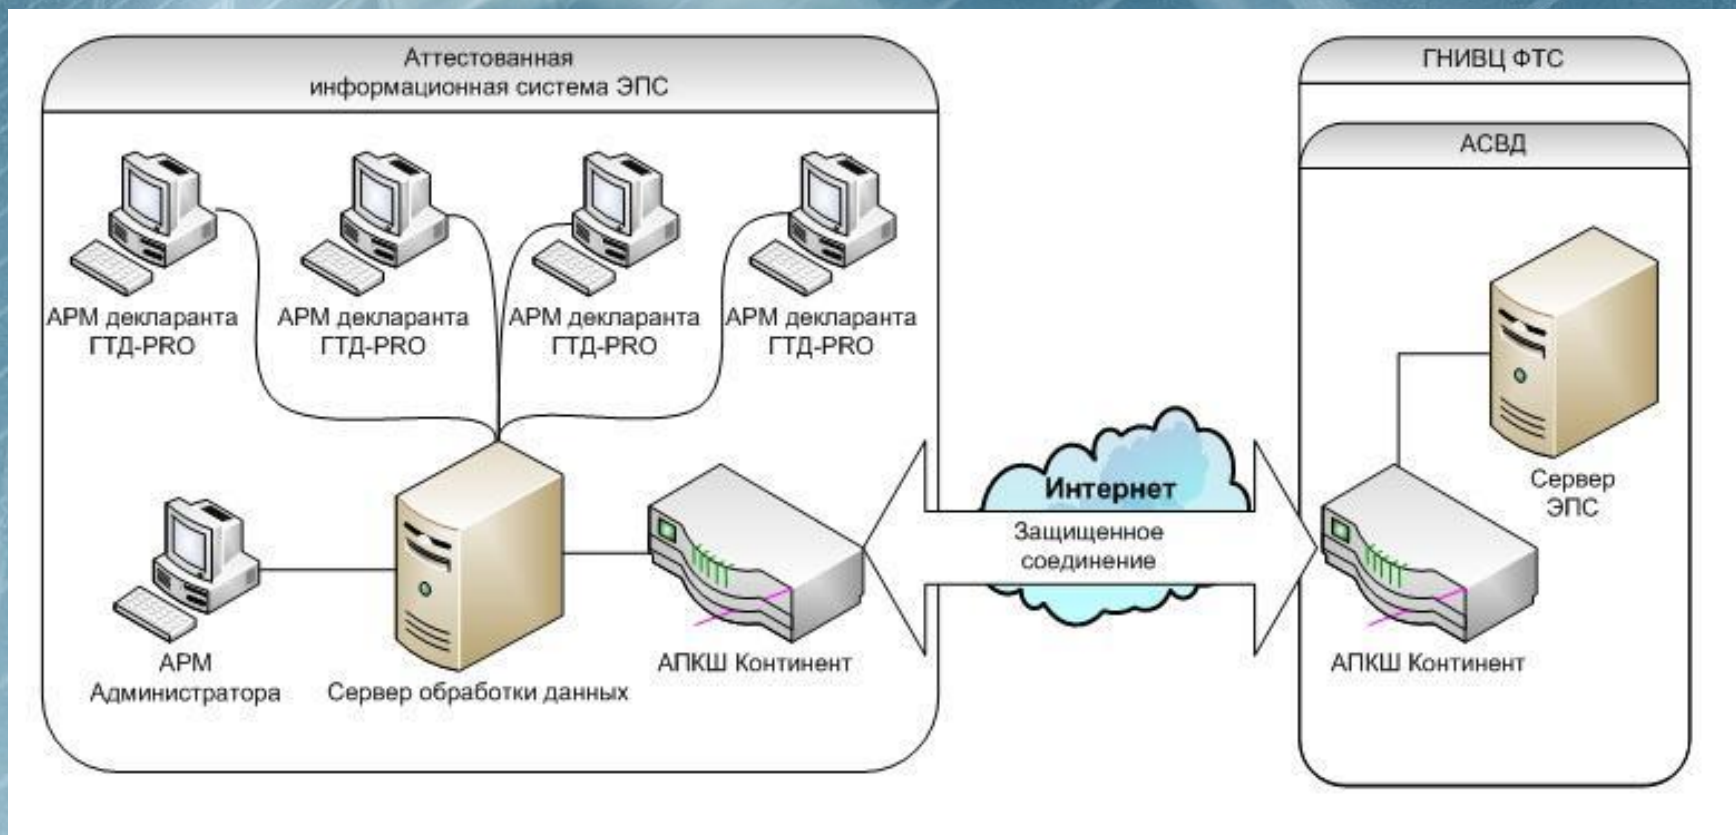 Аттестованная
информационная система ЭПС
ГНИВЦ ФТС
АСВД
АРМ декларанта
ГТД-PRO
АРМ декларанта
ГТД-PRO
АРМ декларанта
ГТД-PRO
АРМ декларанта
ГТД-PRO
Интернет
Защищенное
соединение
Сервер
ЭПС
АРМ
Администратора
Сервер обработки данных
АПКШ Континент
АПКШ Континент